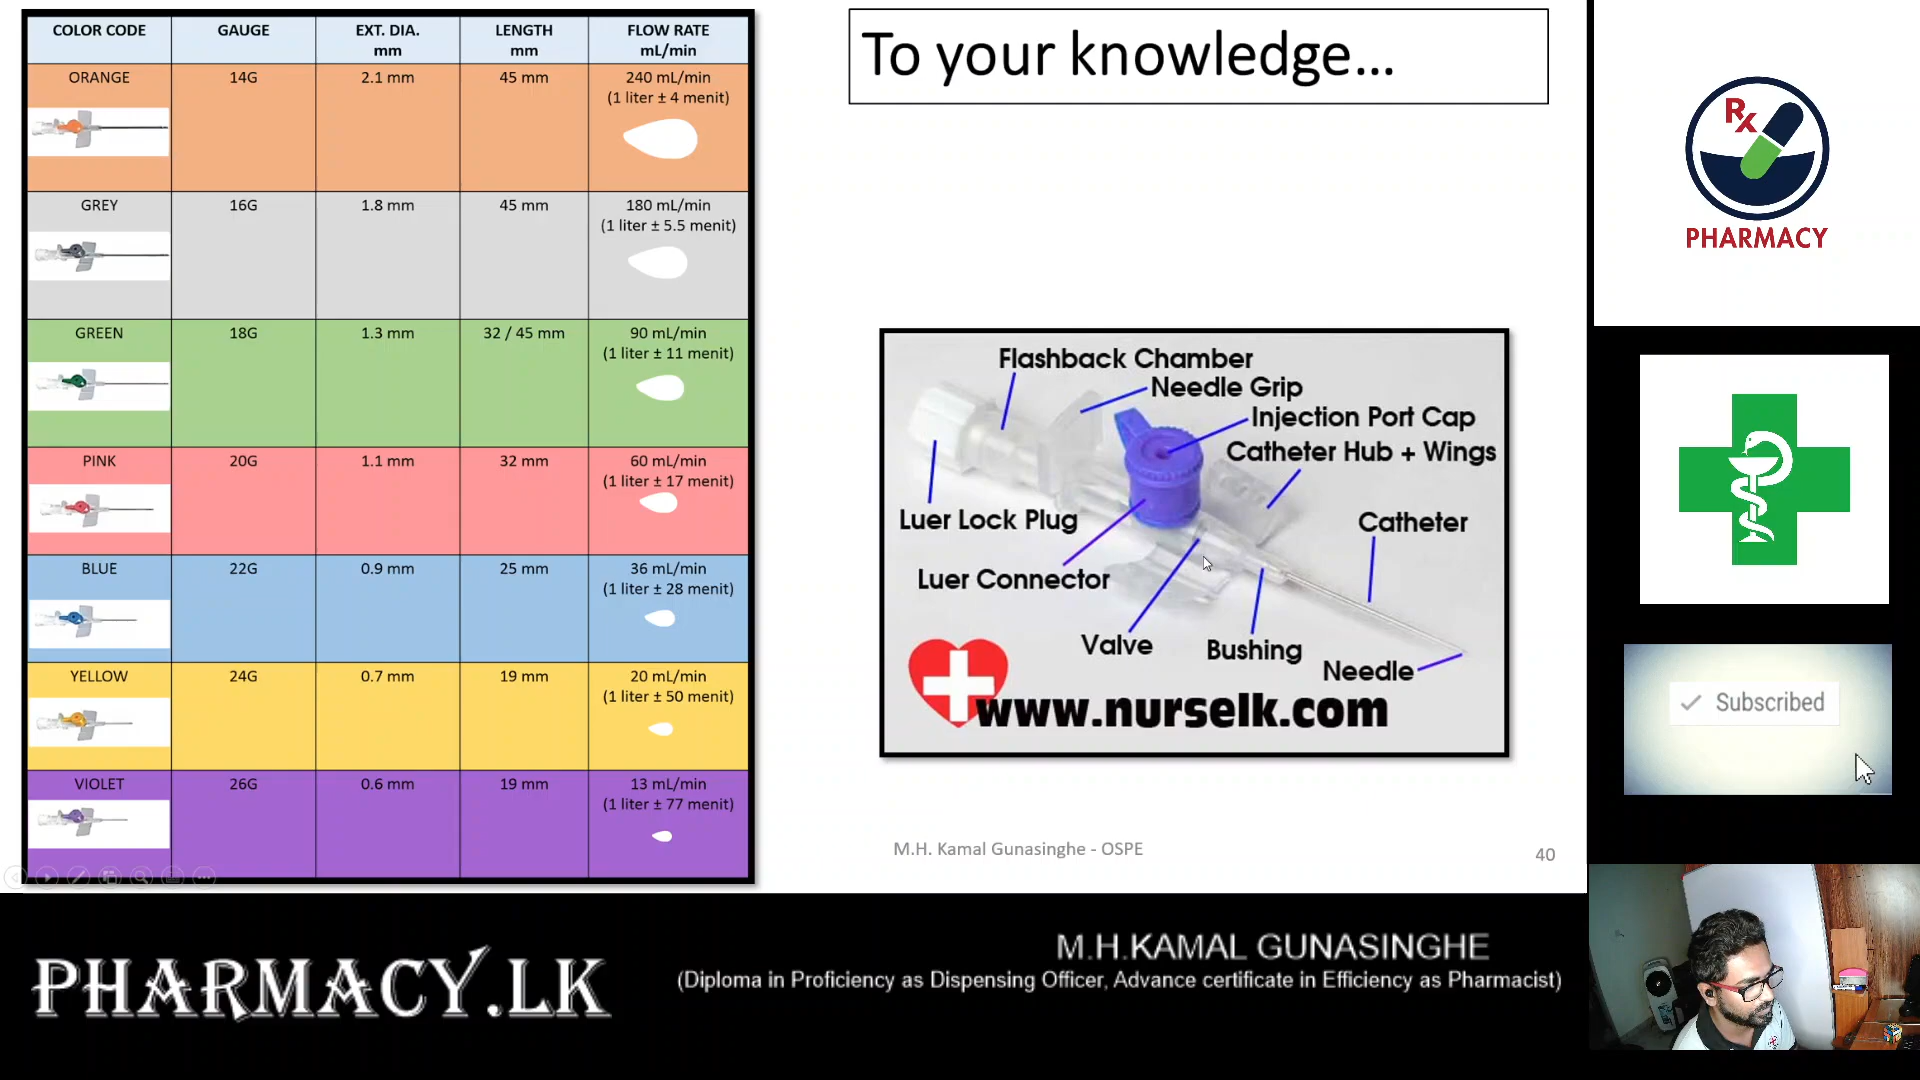 COLOR CODE GAUGE EXT. DIA. LENGTH FLOW RATE
mm mm mL/min
ORANGE 14G 2.1 mm 45 mm 240 mL/min
(1 liter ± 4 menit)
GREY 16G 1.8 mm 45 mm 180 mL/min
(1 liter ± 5.5 menit)
GREEN 18G 1.3 mm 32 / 45 mm 90 mL/min
(1 liter ± 11 menit)
PINK 20G 1.1 mm 32 mm 60 mL/min
(1 liter ± 17 menit)
BLUE 22G 0.9 mm 25 mm 36 mL/min
(1 liter ± 28 menit)
YELLOW 24G 0.7 mm 19 mm 20 mL/min
(1 liter ± 50 menit)
VIOLET 26G 0.6 mm 19 mm 13 mL/min
(1 liter ± 77 menit)
To your knowledge...
Flashback Chamber
Needle Grip
Injection Port Cap
Catheter Hub + Wings
Luer Lock Plug
Catheter
Luer Connector
Valve
Bushing
Needle
www.nurselk.com
M.H. Kamal Gunasinghe - OSPE
40
Rx
PHARMACY
Subscribed
PHARMACY.LK
M.H.KAMAL GUNASINGHE
(Diploma in Proficiency as Dispensing Officer, Advance certificate in Efficiency as Pharmacist)